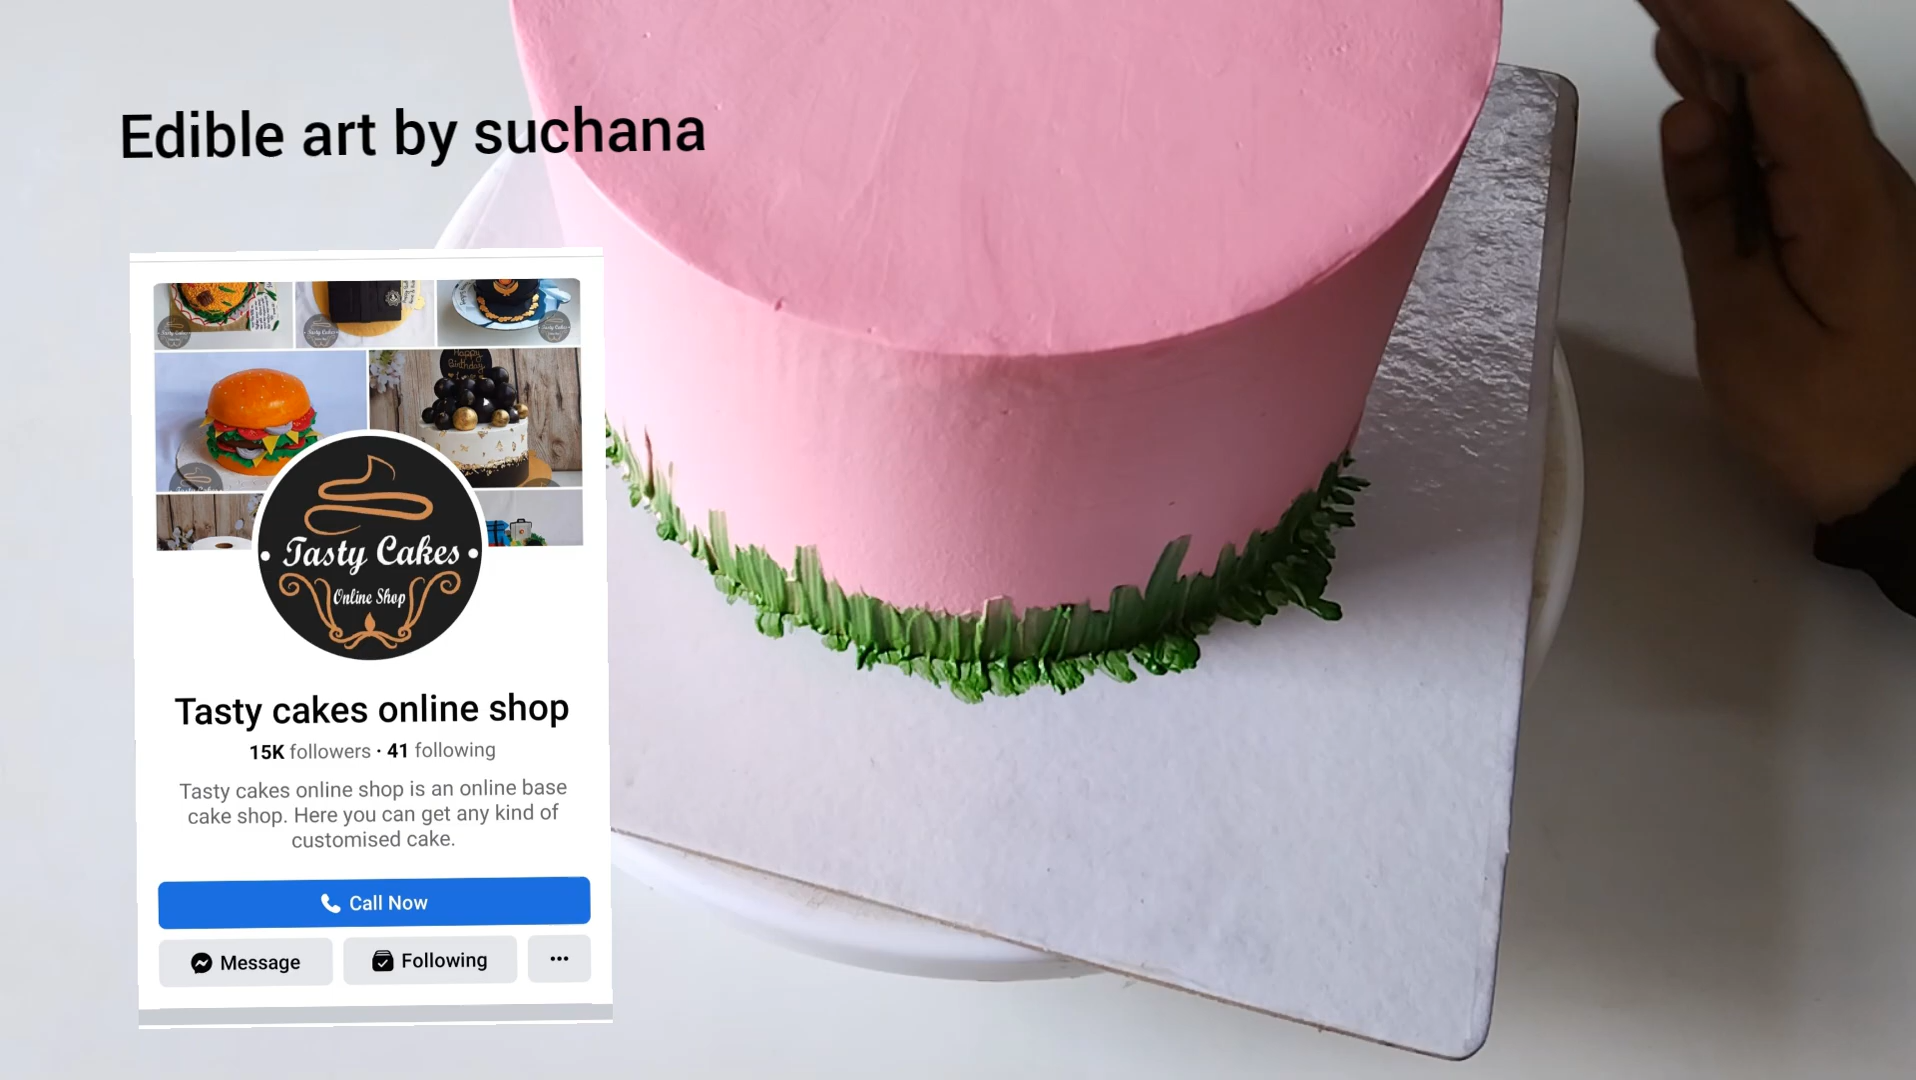 Edible art by suchana
Happy
Birthday
Tasty Cakes
Online Shop
Tasty cakes online shop
15K followers · 41 following
Tasty cakes online shop is an online base
cake shop. Here you can get any kind of
customised cake.
Call Now
Message
Following